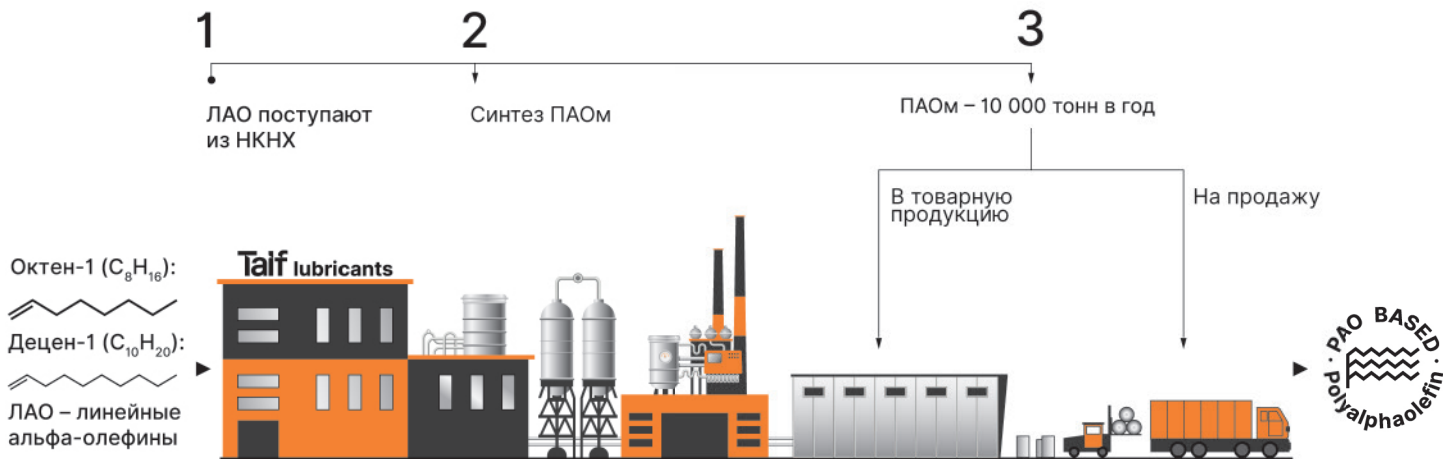 1
2
3
ЛАО поступают
из НКНХ
Синтез ПАОм
ПАОм – 10 000 тонн в год
В товарную
продукцию
На продажу
Октен-1 (C₈H₁₆):
Децен-1 (C₁₀H₂₀):
ЛАО – линейные
альфа-олефины
Taif lubricants
· PAO BASED ·
Polyalphaolefin